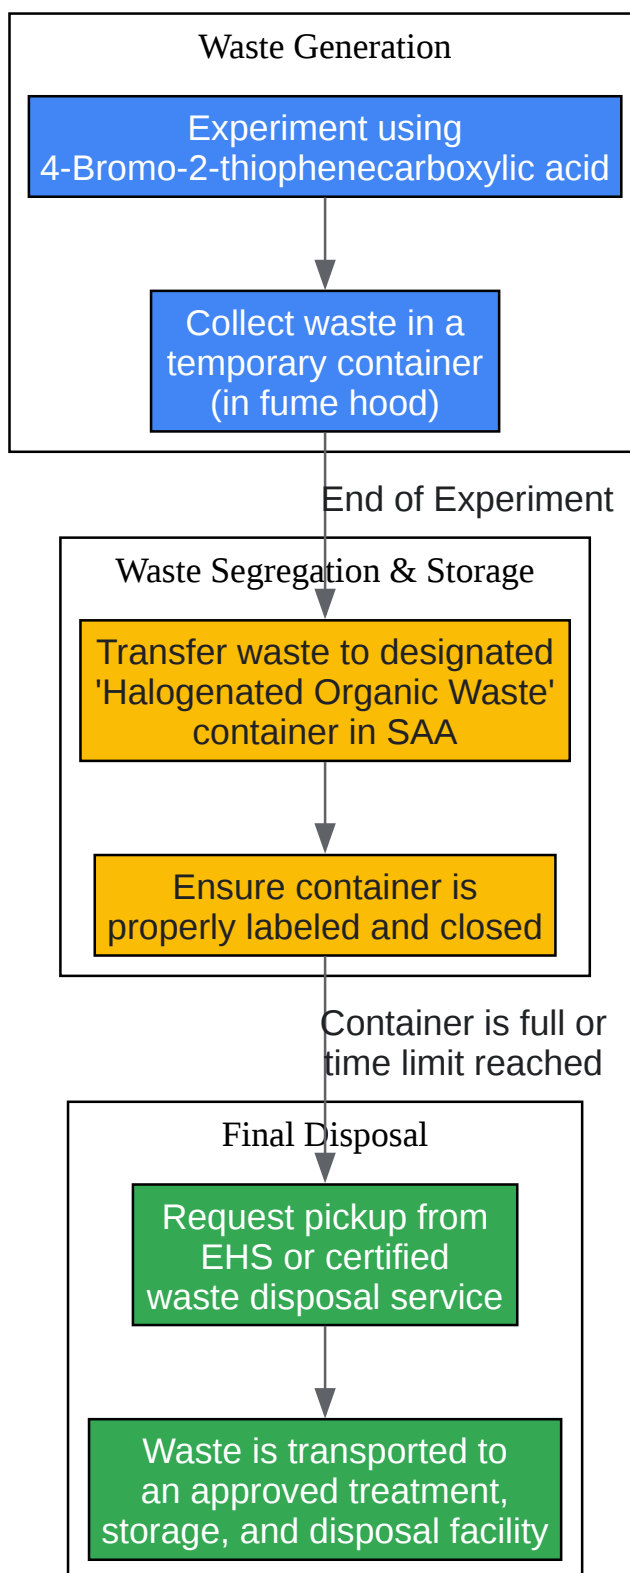 Waste Generation
Experiment using
4-Bromo-2-thiophenecarboxylic acid
Collect waste in a
temporary container
(in fume hood)
End of Experiment
Waste Segregation & Storage
Transfer waste to designated
'Halogenated Organic Waste'
container in SAA
Ensure container is
properly labeled and closed
Container is full or
time limit reached
Final Disposal
Request pickup from
EHS or certified
waste disposal service
Waste is transported to
an approved treatment,
storage, and disposal facility